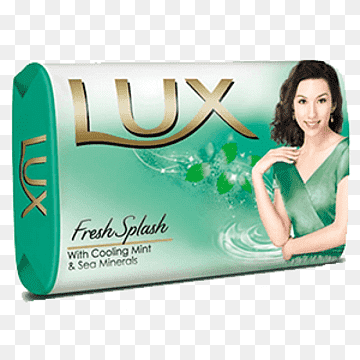 LUX
LUX
Fresh Splash
With Cooling Mint
& Sea Minerals